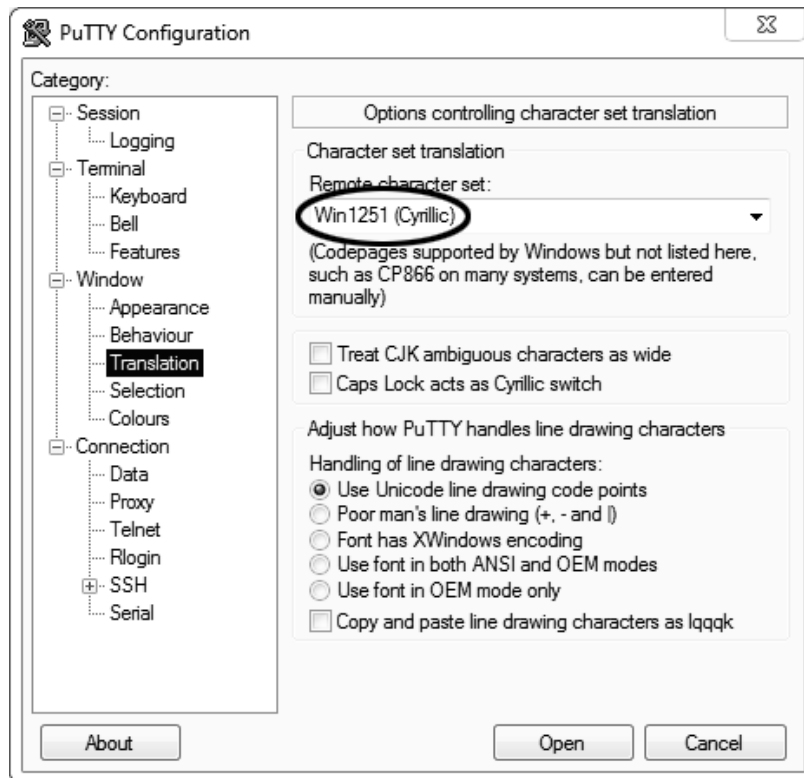 PuTTY Configuration
Category:
Session
Logging
Terminal
Keyboard
Bell
Features
Window
Appearance
Behaviour
Translation
Selection
Colours
Connection
Data
Proxy
Telnet
Rlogin
SSH
Serial
Options controlling character set translation
Character set translation
Remote character set:
Win1251 (Cyrillic)
(Codepages supported by Windows but not listed here,
such as CP866 on many systems, can be entered
manually)
Treat CJK ambiguous characters as wide
Caps Lock acts as Cyrillic switch
Adjust how PuTTY handles line drawing characters
Handling of line drawing characters:
Use Unicode line drawing code points
Poor man's line drawing (+, - and |)
Font has XWindows encoding
Use font in both ANSI and OEM modes
Use font in OEM mode only
Copy and paste line drawing characters as lqqqk
About
Open
Cancel